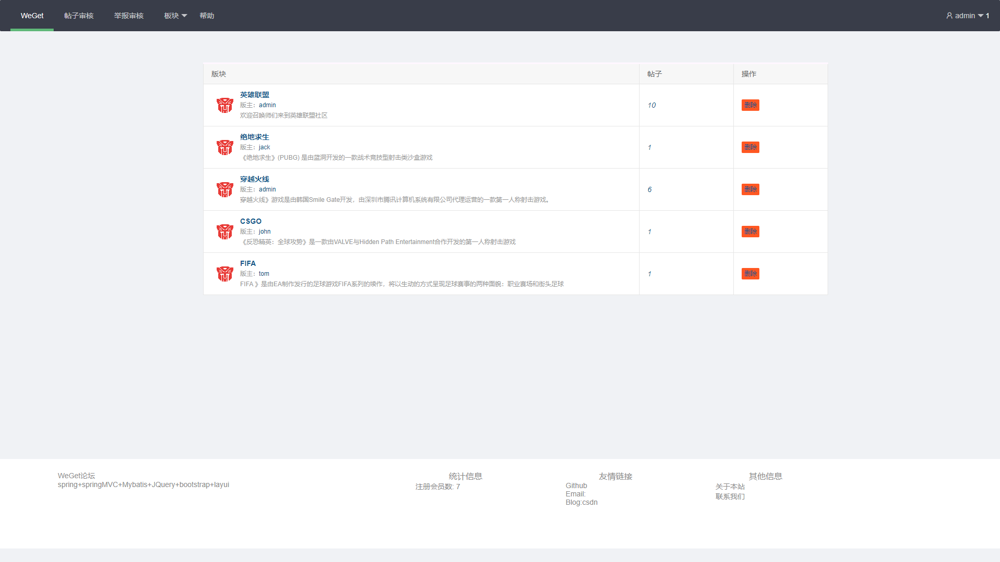 WeGet 帖子审核 举报审核 板块 帮助 admin 1
版块 帖子 操作
英雄联盟
版主：admin 10 删除
欢迎召唤师们来到英雄联盟社区
绝地求生
版主：jack 1 删除
《绝地求生》(PUBG) 是由蓝洞开发的一款战术竞技型射击类沙盒游戏
穿越火线
版主：admin 6 删除
穿越火线》游戏是由韩国Smile Gate开发，由深圳市腾讯计算机系统有限公司代理运营的一款第一人称射击游戏。
CSGO
版主：john 1 删除
《反恐精英：全球攻势》是一款由VALVE与Hidden Path Entertainment合作开发的第一人称射击游戏
FIFA
版主：tom 1 删除
FIFA 》是由EA制作发行的足球游戏FIFA系列的续作，将以生动的方式呈现足球赛事的两种面貌：职业赛场和街头足球
WeGet论坛
spring+springMVC+Mybatis+JQuery+bootstrap+layui
统计信息
注册会员数: 7
友情链接
Github
Email:
Blog:csdn
其他信息
关于本站
联系我们